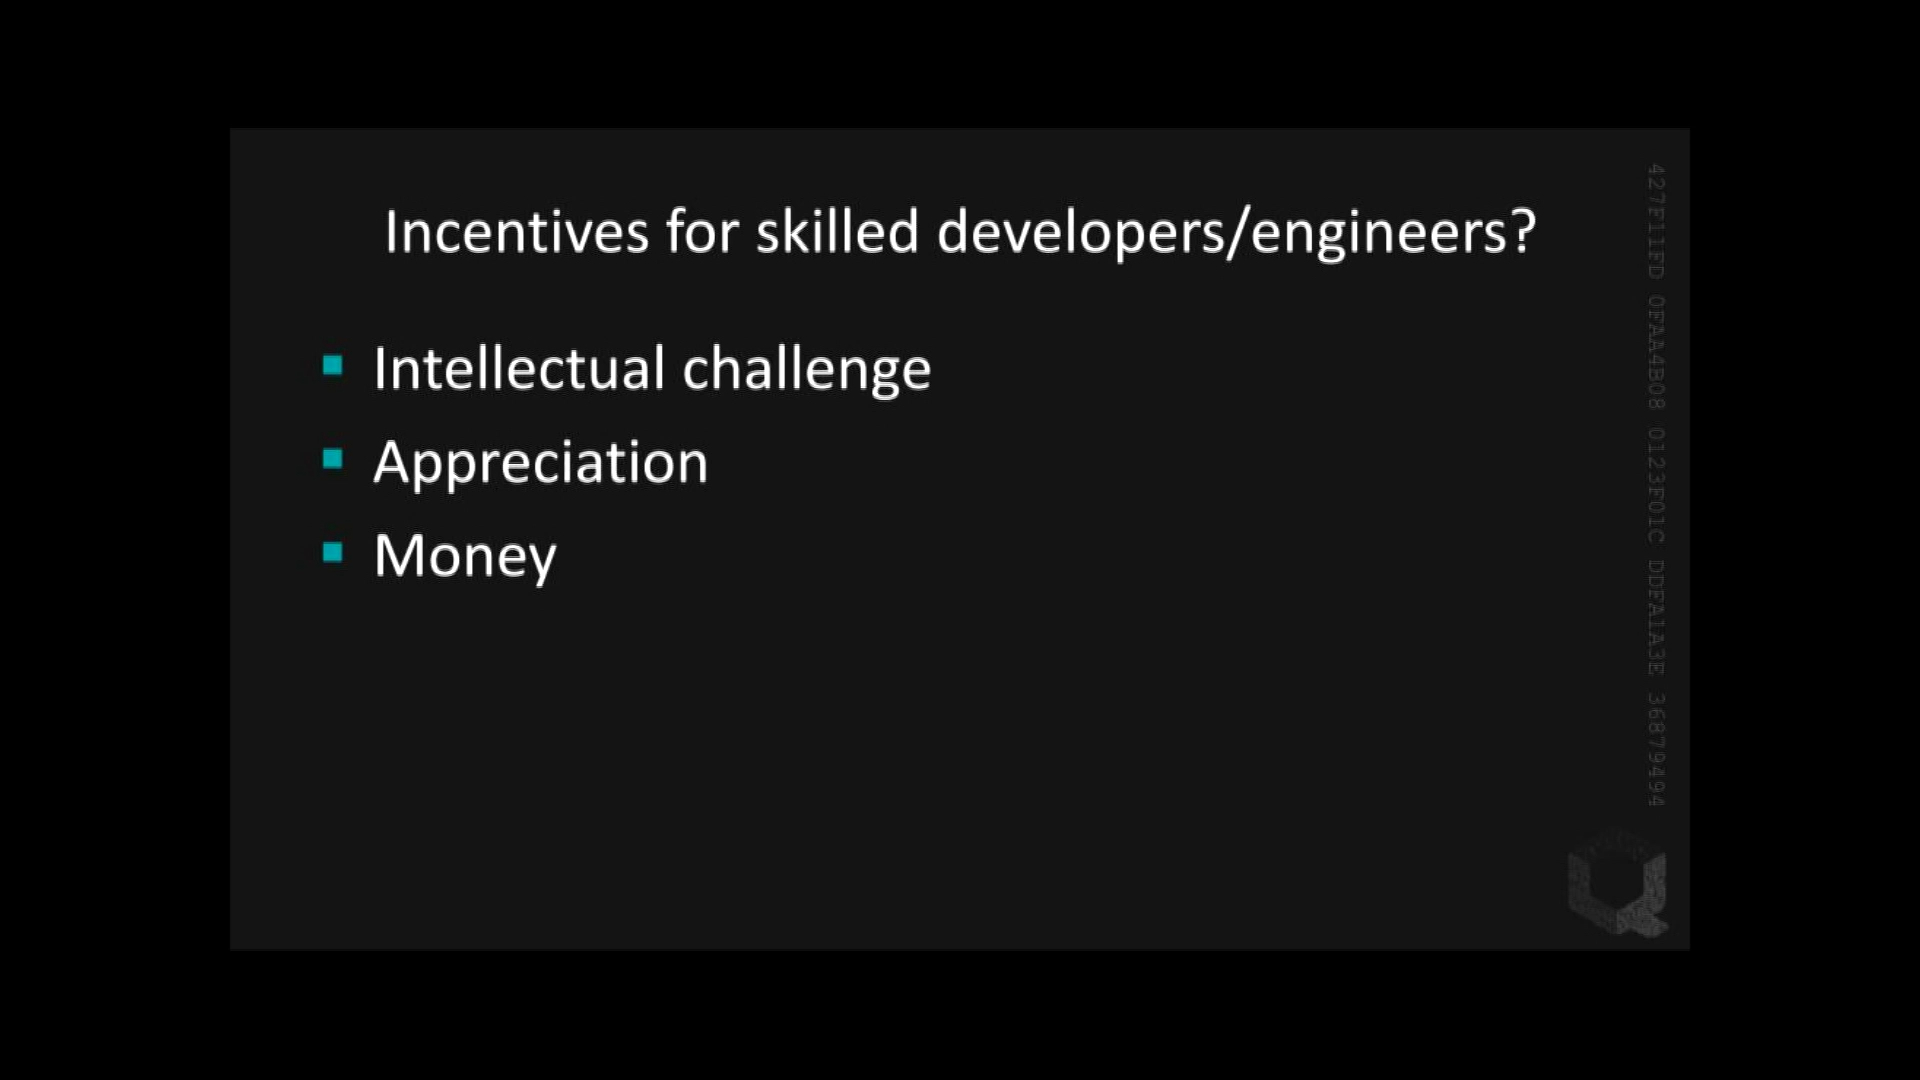 Incentives for skilled developers/engineers?
Intellectual challenge
Appreciation
Money
427F11FD 0FAA4B08 0123F01C DDFA1A3E 36879494